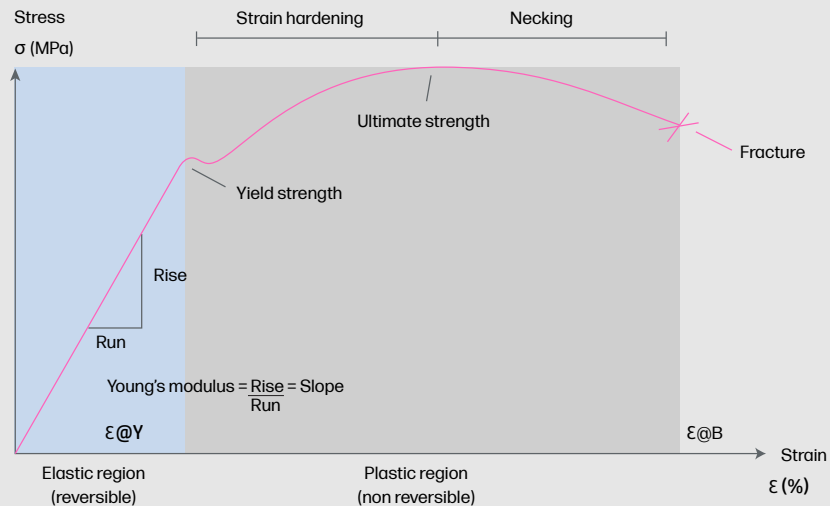 Stress
σ (MPa)
Strain hardening
Necking
Ultimate strength
Fracture
Yield strength
Rise
Run
Young's modulus = Rise = Slope
Run
ε@Y
ε@B
Strain
ε (%)
Elastic region
(reversible)
Plastic region
(non reversible)